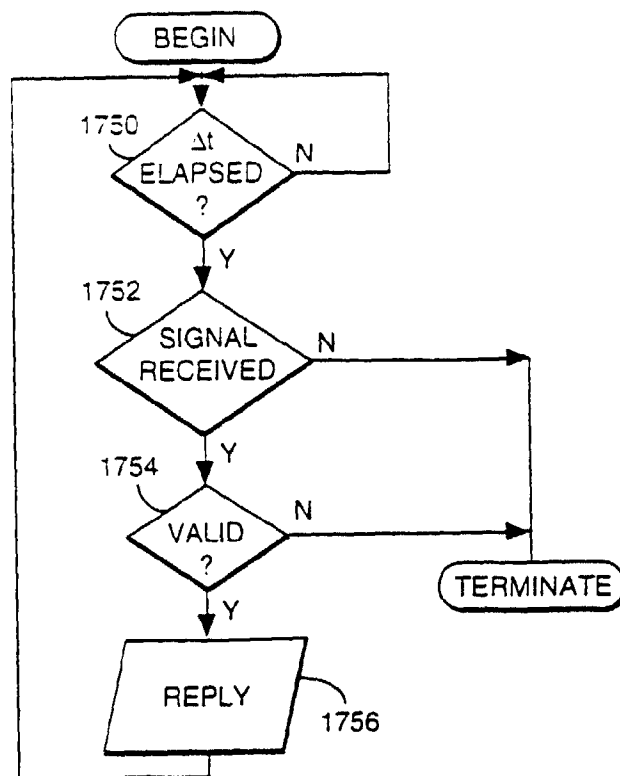 BEGIN
1750
Δt
ELAPSED
?
N
Y
1752
SIGNAL
RECEIVED
N
Y
1754
VALID
?
N
TERMINATE
Y
REPLY
1756